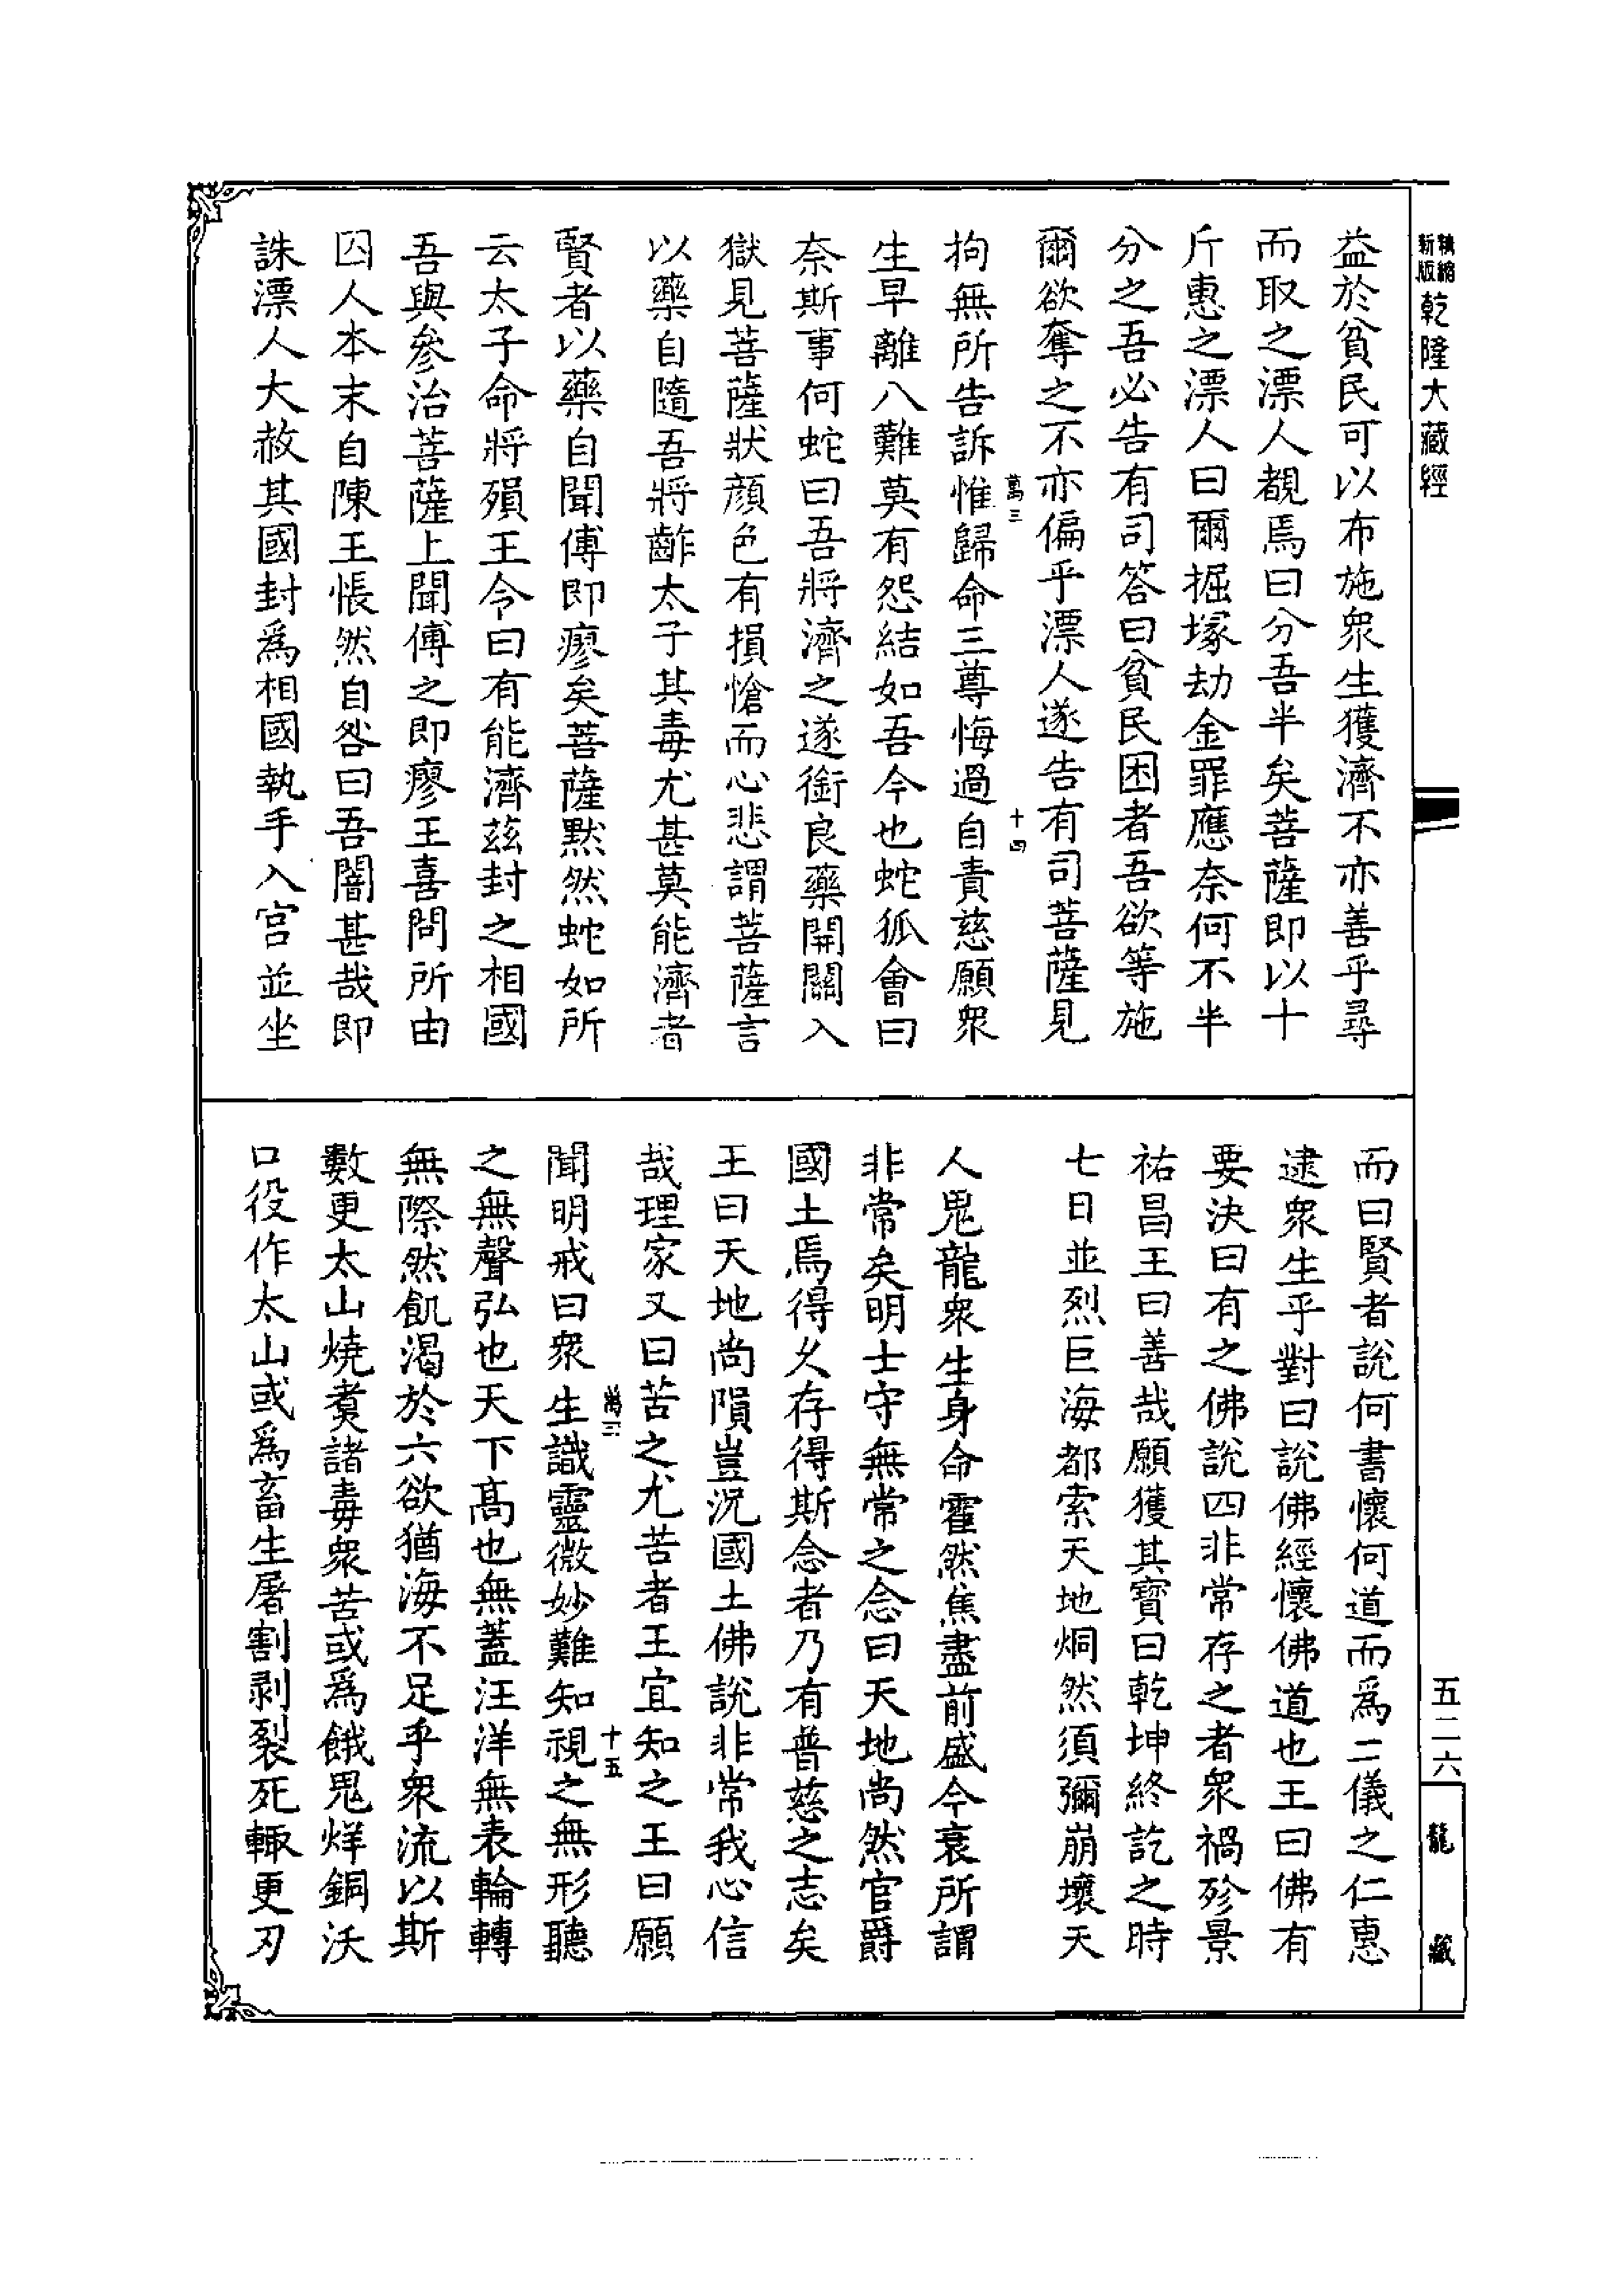 精縮
新版
乾隆大藏經
益於貧民可以布施眾生獲濟不亦善乎尋
而取之漂人覩焉曰分吾半矣菩薩即以十
斤惠之漂人曰爾掘塚劫金罪應奈何不半
分之吾必告有司答曰貧民困者吾欲等施
爾欲奪之不亦偏乎漂人遂告有司菩薩見
萬三
十四
拘無所告訴惟歸命三尊悔過自責慈願眾
生早離八難莫有怨結如吾今也蛇狐會曰
奈斯事何蛇曰吾將濟之遂銜良藥開關入
獄見菩薩狀顏色有損愴而心悲謂菩薩言
以藥自隨吾將齚太子其毒尤甚莫能濟者
賢者以藥自聞傅即瘳矣菩薩默然蛇如所
云太子命將殞王令曰有能濟茲封之相國
吾與參治菩薩上聞傅之即瘳王喜問所由
囚人本末自陳王悵然自咎曰吾闇甚哉即
誅漂人大赦其國封爲相國執手入宮並坐
而曰賢者說何書懷何道而爲二儀之仁惠
逮眾生乎對曰說佛經懷佛道也王曰佛有
要決曰有之佛說四非常存之者眾禍殄景
祐昌王曰善哉願獲其寶曰乾坤終訖之時
七日並烈巨海都索天地烔然須彌崩壞天
人鬼龍眾生身命霍然焦盡前盛今衰所謂
非常矣明士守無常之念曰天地尚然官爵
國土焉得久存得斯念者乃有普慈之志矣
王曰天地尚隕豈況國土佛說非常我心信
哉理家又曰苦之尤苦者王宜知之王曰願
萬三
十五
聞明戒曰眾生識靈微妙難知視之無形聽
之無聲弘也天下高也無蓋汪洋無表輪轉
無際然飢渴於六欲猶海不足乎眾流以斯
數更太山燒煑諸毒眾苦或爲餓鬼烊銅沃
口役作太山或爲畜生屠割剥裂死輙更刃
五二六
龍藏